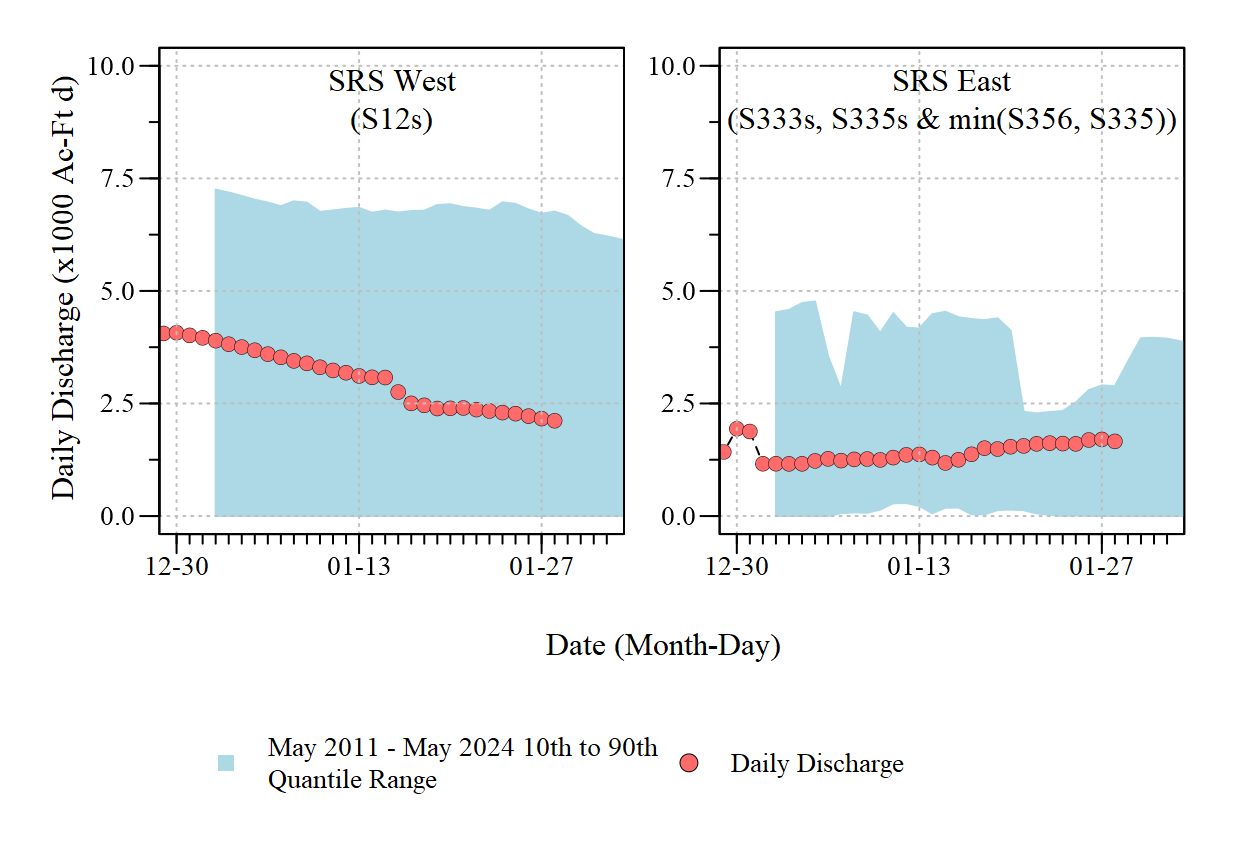 SRS West
(S12s)
SRS East
(S333s, S335s & min(S356, S335))
Daily Discharge (x1000 Ac-Ft d)
10.0
7.5
5.0
2.5
0.0
12-30
01-13
01-27
10.0
7.5
5.0
2.5
0.0
12-30
01-13
01-27
Date (Month-Day)
May 2011 - May 2024 10th to 90th
Quantile Range
Daily Discharge